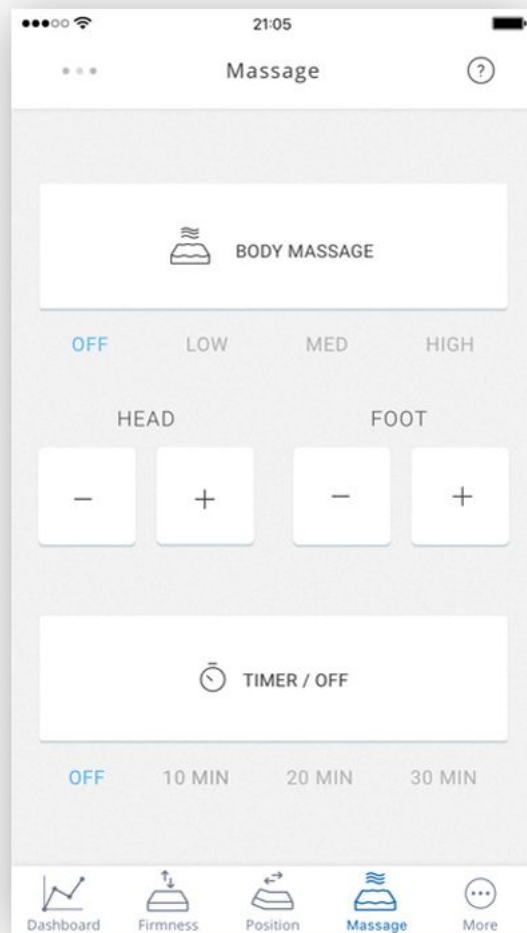 21:05
Massage
?
BODY MASSAGE
OFF LOW MED HIGH
HEAD FOOT
− + − +
TIMER / OFF
OFF 10 MIN 20 MIN 30 MIN
Dashboard Firmness Position Massage More